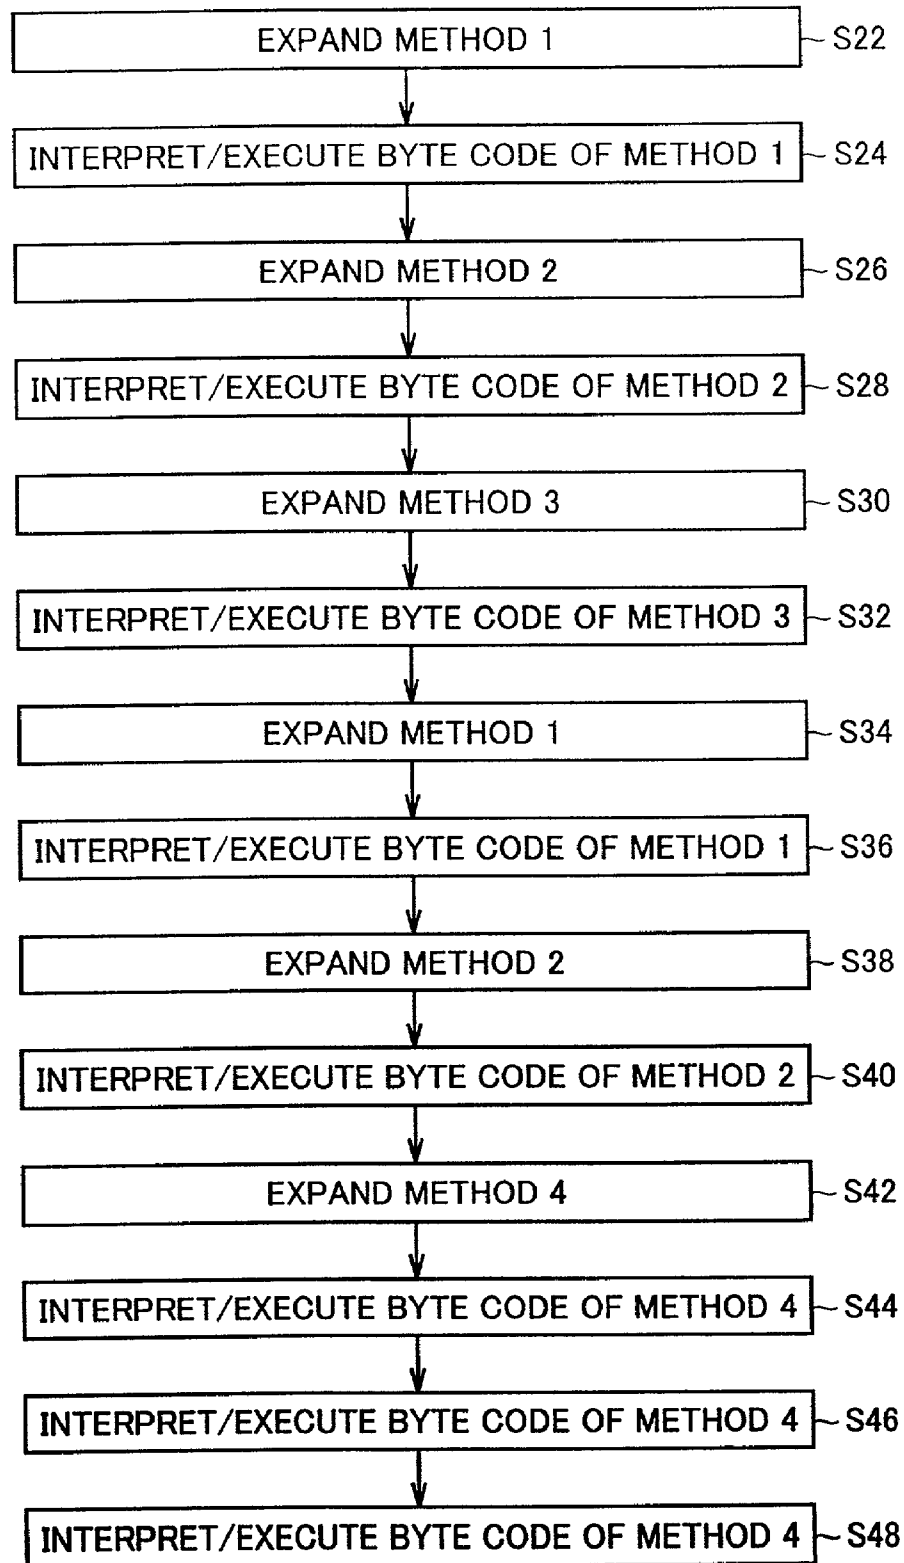 EXPAND METHOD 1 S22
INTERPRET/EXECUTE BYTE CODE OF METHOD 1 S24
EXPAND METHOD 2 S26
INTERPRET/EXECUTE BYTE CODE OF METHOD 2 S28
EXPAND METHOD 3 S30
INTERPRET/EXECUTE BYTE CODE OF METHOD 3 S32
EXPAND METHOD 1 S34
INTERPRET/EXECUTE BYTE CODE OF METHOD 1 S36
EXPAND METHOD 2 S38
INTERPRET/EXECUTE BYTE CODE OF METHOD 2 S40
EXPAND METHOD 4 S42
INTERPRET/EXECUTE BYTE CODE OF METHOD 4 S44
INTERPRET/EXECUTE BYTE CODE OF METHOD 4 S46
INTERPRET/EXECUTE BYTE CODE OF METHOD 4 S48